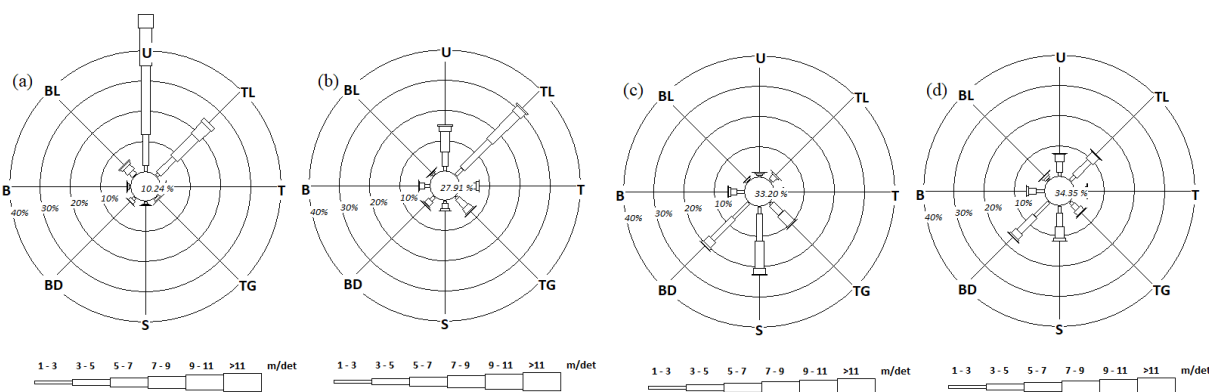 (a)
U
BL
TL
B
10.24 %
T
10%
20%
30%
40%
BD
TG
S
1 - 3 3 - 5 5 - 7 7 - 9 9 - 11 >11 m/det
(b)
U
BL
TL
B
27.91 %
T
10%
20%
30%
40%
BD
TG
S
1 - 3 3 - 5 5 - 7 7 - 9 9 - 11 >11 m/det
(c)
U
BL
TL
B
33.20 %
T
10%
20%
30%
40%
BD
TG
S
1 - 3 3 - 5 5 - 7 7 - 9 9 - 11 >11 m/det
(d)
U
BL
TL
B
34.35 %
T
10%
20%
30%
40%
BD
TG
S
1 - 3 3 - 5 5 - 7 7 - 9 9 - 11 >11 m/det